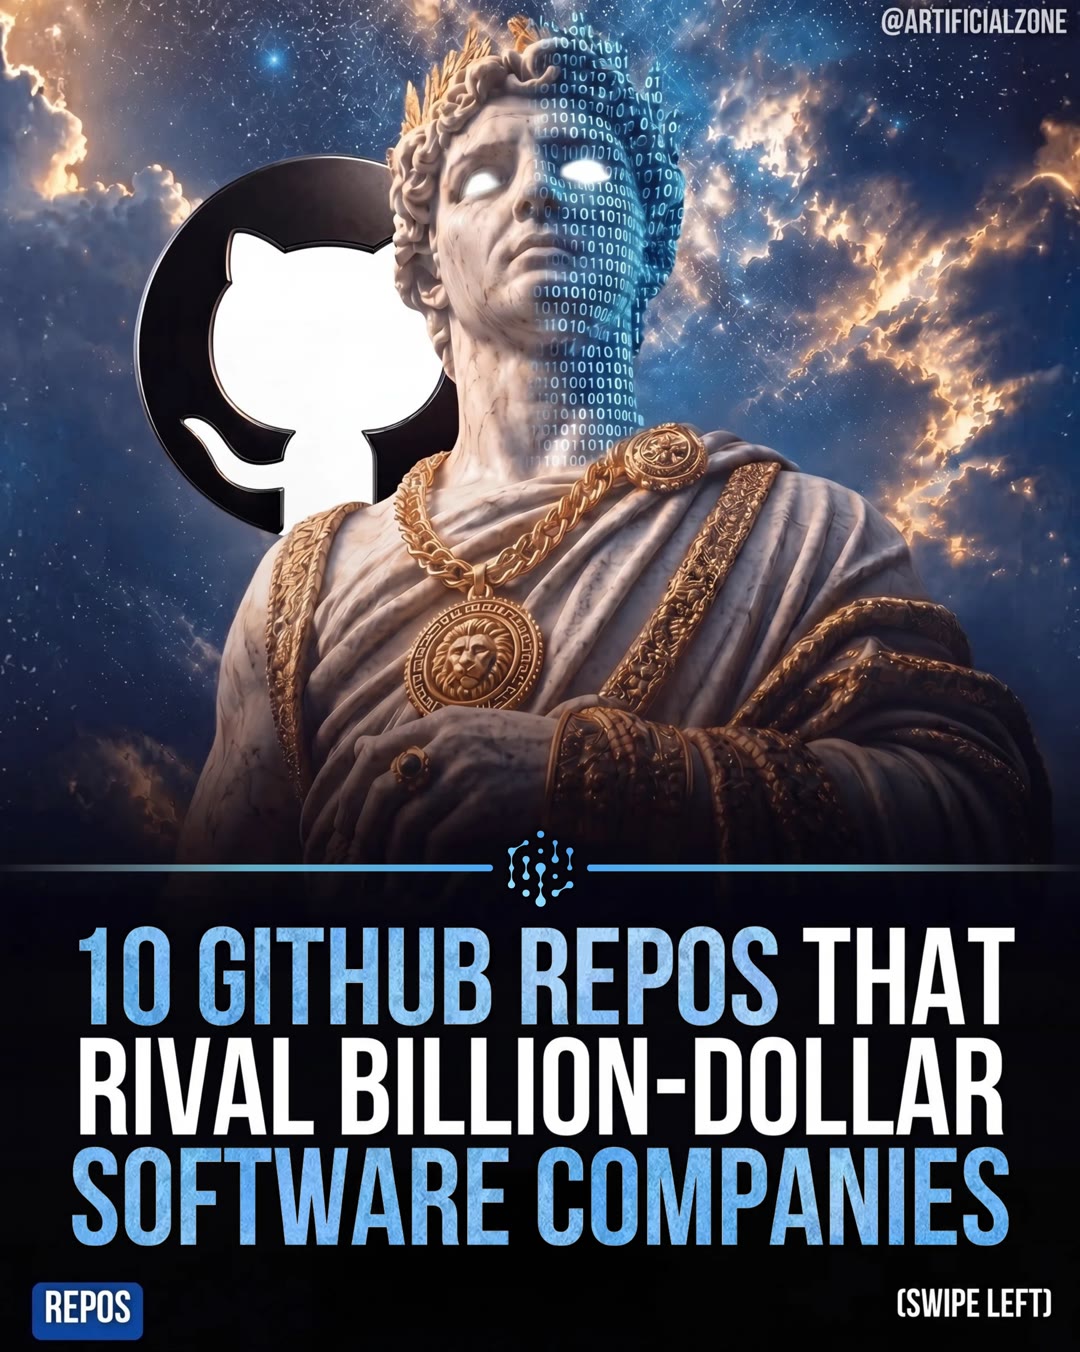 @ARTIFICIALZONE
10 GITHUB REPOS THAT
RIVAL BILLION-DOLLAR
SOFTWARE COMPANIES
REPOS
(SWIPE LEFT)